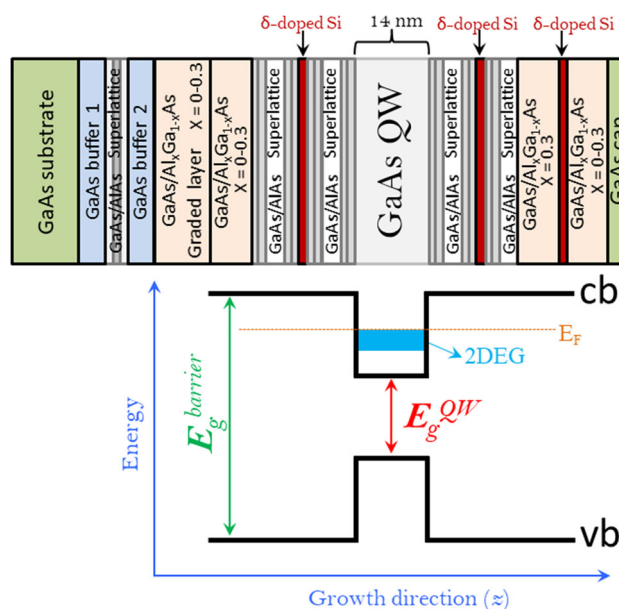 δ-doped Si
14 nm
δ-doped Si
δ-doped Si
GaAs substrate
GaAs buffer 1
GaAs/AlAs Superlattice
GaAs buffer 2
GaAs/AlxGa1-xAs
Graded layer X = 0-0.3
GaAs/AlxGa1-xAs
X = 0-0.3
GaAs/AlAs Superlattice
GaAs/AlAs Superlattice
GaAs QW
GaAs/AlAs Superlattice
GaAs/AlAs Superlattice
GaAs/AlxGa1-xAs
X = 0.3
GaAs/AlxGa1-xAs
X = 0-0.3
GaAs cap
cb
EF
2DEG
Eg barrier
Eg QW
Energy
vb
Growth direction (z)